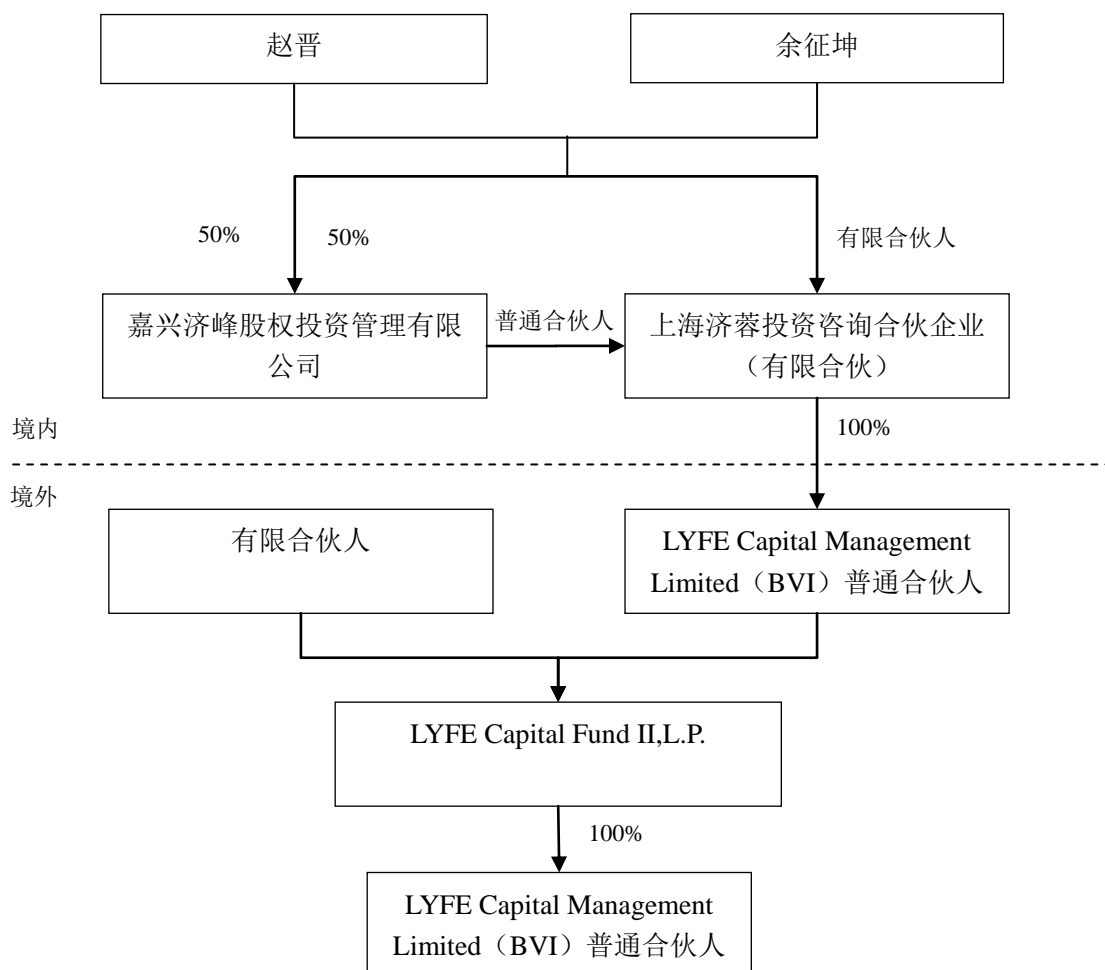 赵晋
余征坤
50%
50%
有限合伙人
嘉兴济峰股权投资管理有限
公司
普通合伙人
上海济蓉投资咨询合伙企业
（有限合伙）
境内
100%
境外
有限合伙人
LYFE Capital Management
Limited（BVI）普通合伙人
LYFE Capital Fund II,L.P.
100%
LYFE Capital Management
Limited（BVI）普通合伙人